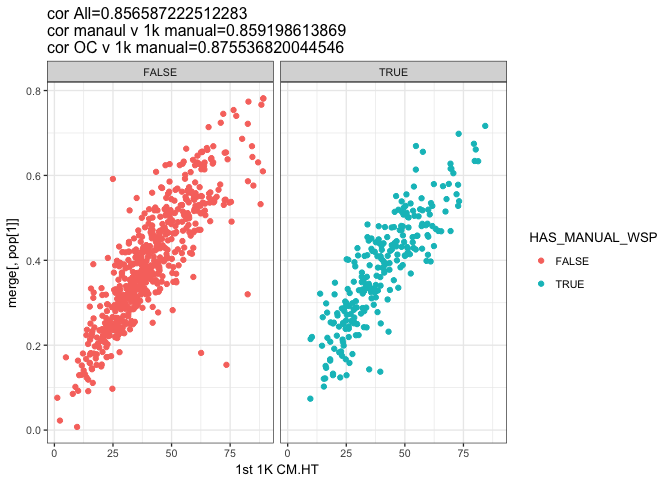 cor All=0.856587222512283
cor manaul v 1k manual=0.859198613869
cor OC v 1k manual=0.875536820044546
FALSE
TRUE
0.8
0.6
0.4
0.2
0.0
merge[, pop[1]]
0
25
50
75
0
25
50
75
1st 1K CM.HT
HAS_MANUAL_WSP
FALSE
TRUE